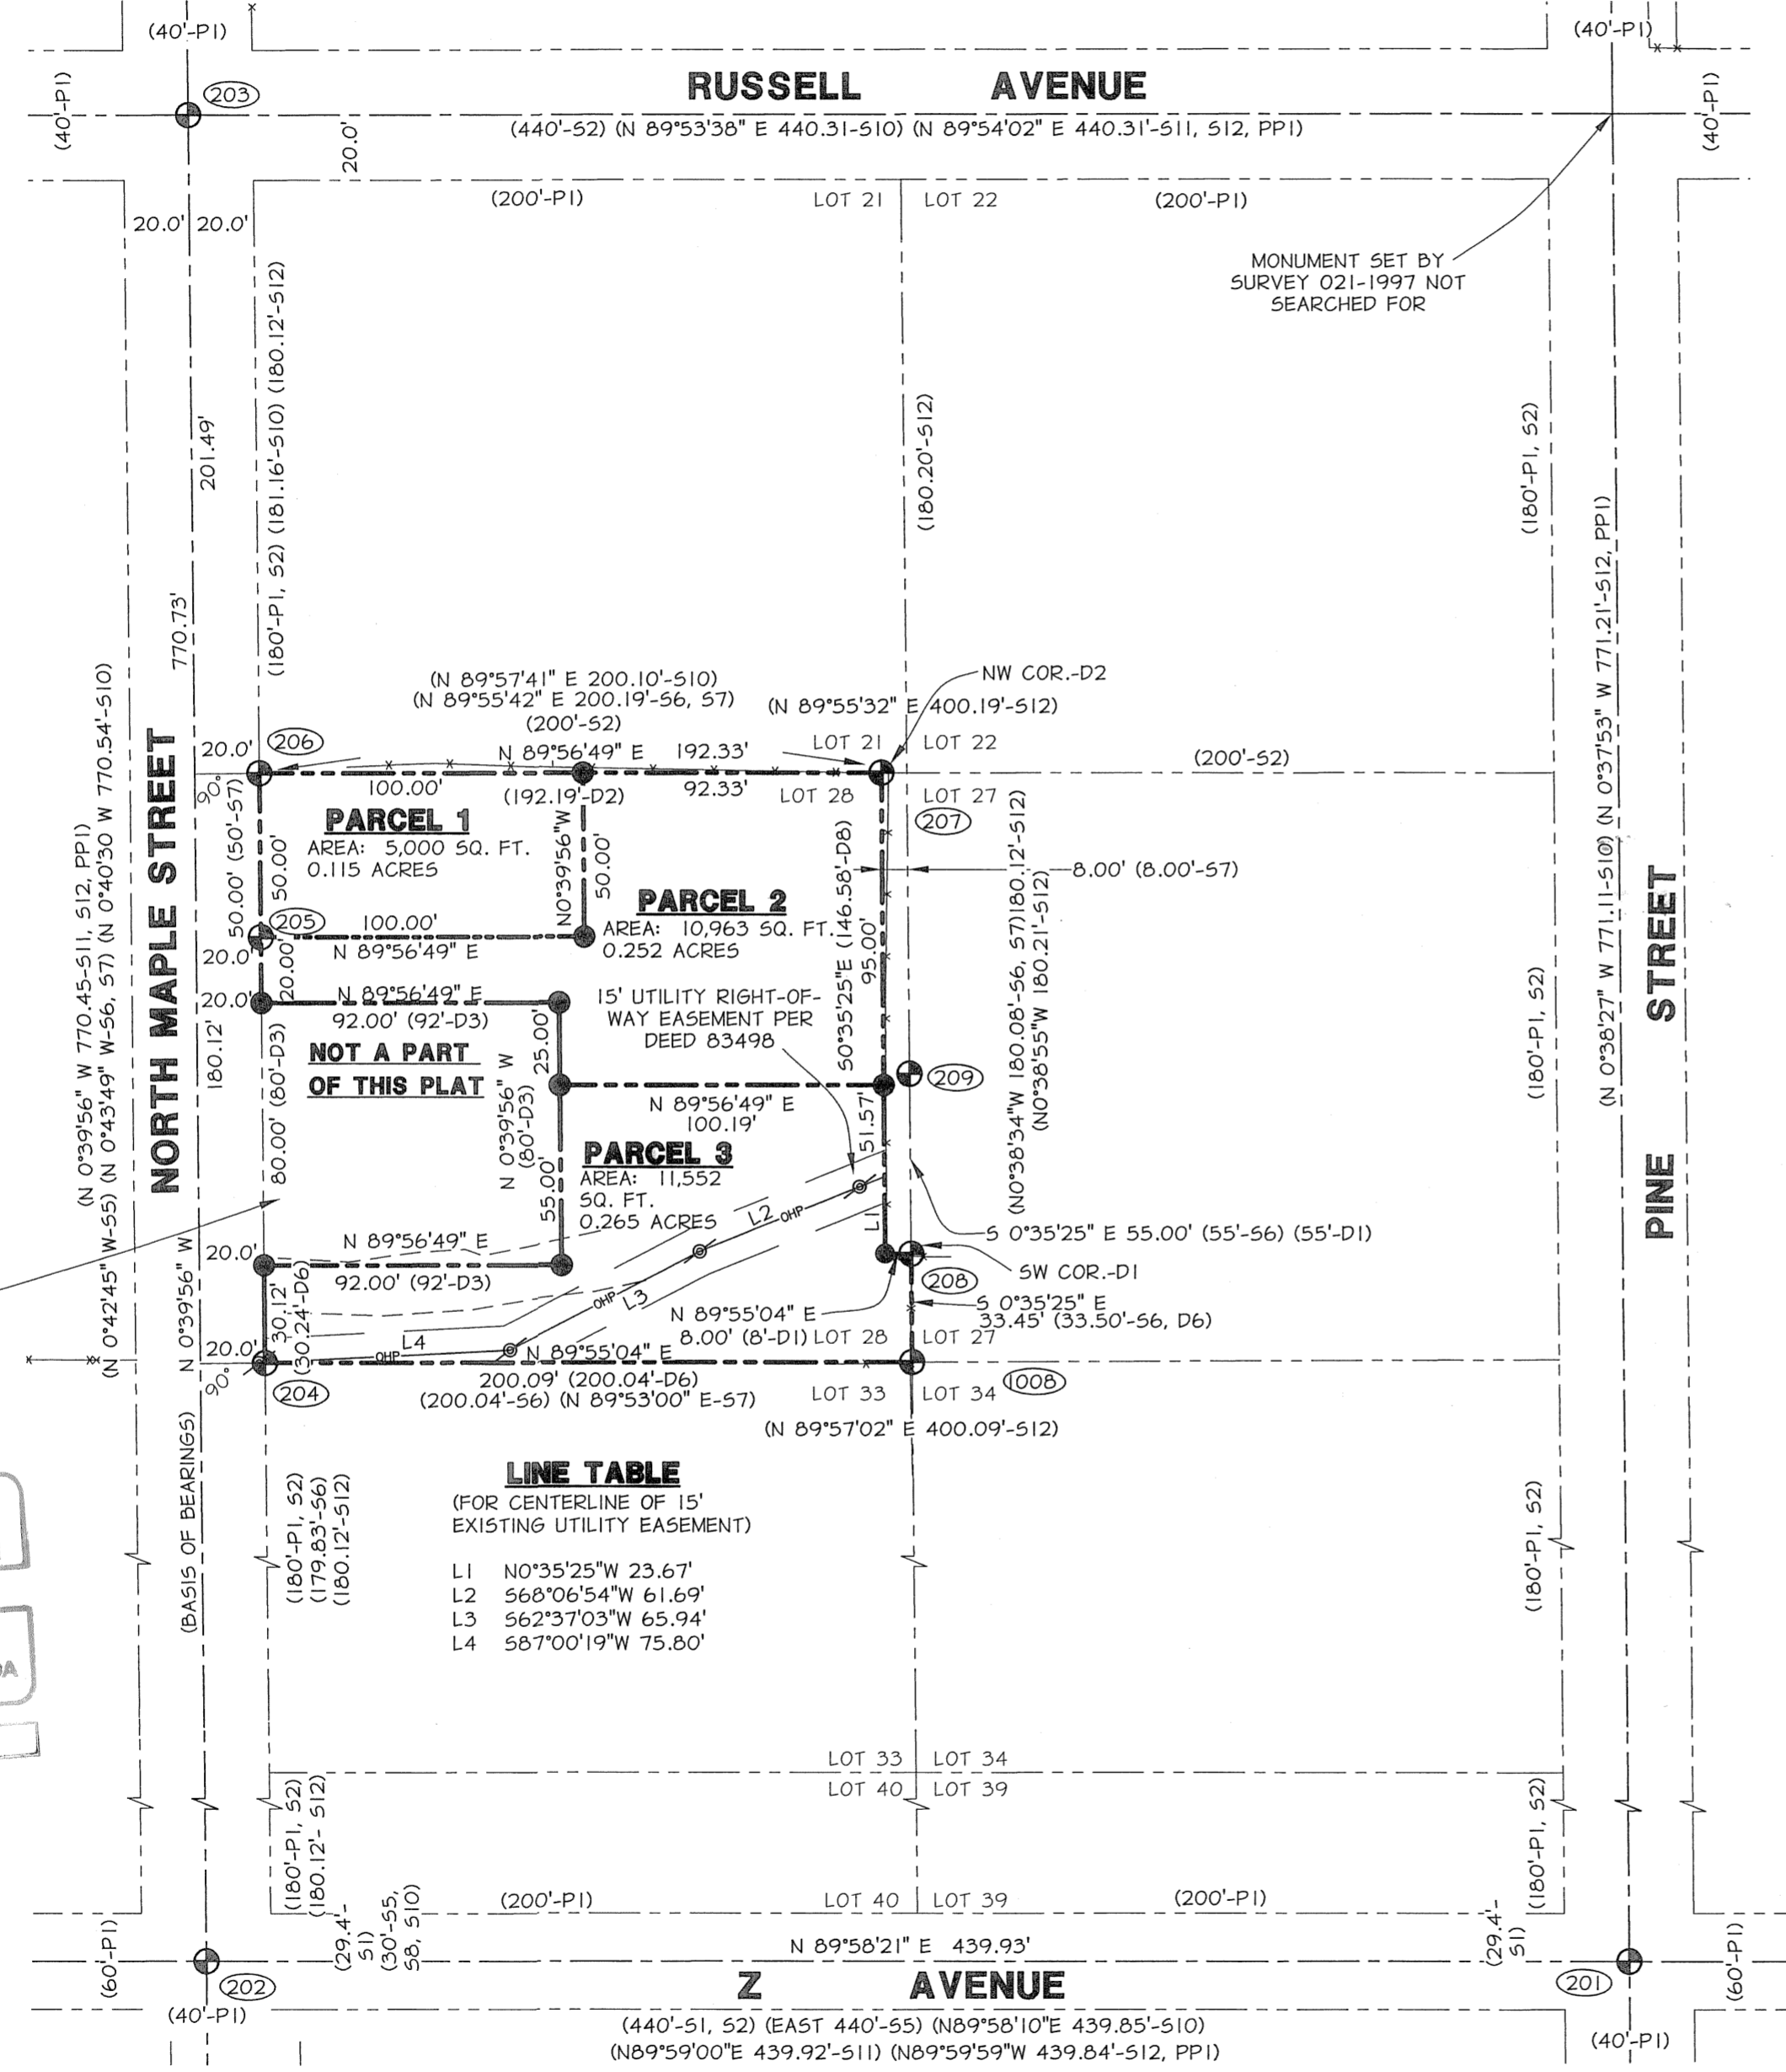 (40'-P1)
(40'-P1)
203
RUSSELL AVENUE
(40'-P1)
(40'-P1)
20.0'
(440'-S2) (N 89°53'38" E 440.31-S10) (N 89°54'02" E 440.31'-S11, S12, PP1)
(200'-P1)
LOT 21
LOT 22
(200'-P1)
20.0'
20.0'
MONUMENT SET BY
SURVEY 021-1997 NOT
SEARCHED FOR
(180'-P1, S2) (181.16'-S10) (180.12'-S12)
201.49'
(180.20'-S12)
(180'-P1, S2)
770.73'
(N 0°38'27" W 771.11-S10) (N 0°37'53" W 771.21'-S12, PP1)
(N 89°57'41" E 200.10'-S10)
(N 89°55'42" E 200.19'-S6, S7)
(200'-S2)
NW COR.-D2
(N 89°55'32" E 400.19'-S12)
20.0'
206
N 89°56'49" E
192.33'
LOT 21
LOT 22
(200'-S2)
90°
100.00'
(192.19'-D2)
92.33'
LOT 28
LOT 27
NORTH MAPLE STREET
PARCEL 1
AREA: 5,000 SQ. FT.
0.115 ACRES
50.00' (50'-S7)
50.00'
N0°39'56"W
50.00'
207
8.00' (8.00'-S7)
PARCEL 2
AREA: 10,963 SQ. FT.
0.252 ACRES
S0°35'25"E (146.58'-D8)
95.00'
(N0°38'34"W 180.08'-S6, S7)180.12'-S12)
(N0°38'55"W 180.21'-S12)
205
100.00'
N 89°56'49" E
20.0'
20.00'
20.0'
N 89°56'49" E
92.00' (92'-D3)
15' UTILITY RIGHT-OF-
WAY EASEMENT PER
DEED 83498
(180'-P1, S2)
PINE STREET
180.12'
80.00' (80'-D3)
NOT A PART
OF THIS PLAT
25.00'
N 0°39'56" W
(80'-D3)
209
N 89°56'49" E
100.19'
51.57'
(N 0°39'56" W 770.45-S11, S12, PP1)
(N 0°42'45" W-S5) (N 0°43'49" W-S6, S7) (N 0°40'30 W 770.54'-S10)
PARCEL 3
AREA: 11,552
SQ. FT.
0.265 ACRES
55.00'
L2
OHP
L1
S 0°35'25" E 55.00' (55'-S6) (55'-D1)
20.0'
N 89°56'49" E
92.00' (92'-D3)
SW COR.-D1
208
OHP
L3
N 89°55'04" E
8.00' (8'-D1)
S 0°35'25" E
33.45' (33.50'-S6, D6)
LOT 28
LOT 27
N 0°39'56" W
30.12'
(30.24'-D6)
20.0'
L4
OHP
N 89°55'04" E
90°
204
200.09' (200.04'-D6)
(200.04'-S6) (N 89°53'00" E-S7)
LOT 33
LOT 34
1008
(N 89°57'02" E 400.09'-S12)
(BASIS OF BEARINGS)
(180'-P1, S2)
(179.83'-S6)
(180.12'-S12)
LINE TABLE
(FOR CENTERLINE OF 15'
EXISTING UTILITY EASEMENT)
L1 N0°35'25"W 23.67'
L2 S68°06'54"W 61.69'
L3 S62°37'03"W 65.94'
L4 S87°00'19"W 75.80'
(180'-P1, S2)
LOT 33
LOT 34
LOT 40
LOT 39
(180'-P1, S2)
(180.12'- S12)
(180'-P1, S2)
(200'-P1)
LOT 40
LOT 39
(200'-P1)
(60'-P1)
(29.4'-
S1)
(30'-S5,
S8, S10)
N 89°58'21" E 439.93'
(29.4'-
S1)
(60'-P1)
202
Z AVENUE
201
(40'-P1)
(440'-S1, S2) (EAST 440'-S5) (N89°58'10"E 439.85'-S10)
(40'-P1)
(N89°59'00"E 439.92'-S11) (N89°59'59"W 439.84'-S12, PP1)